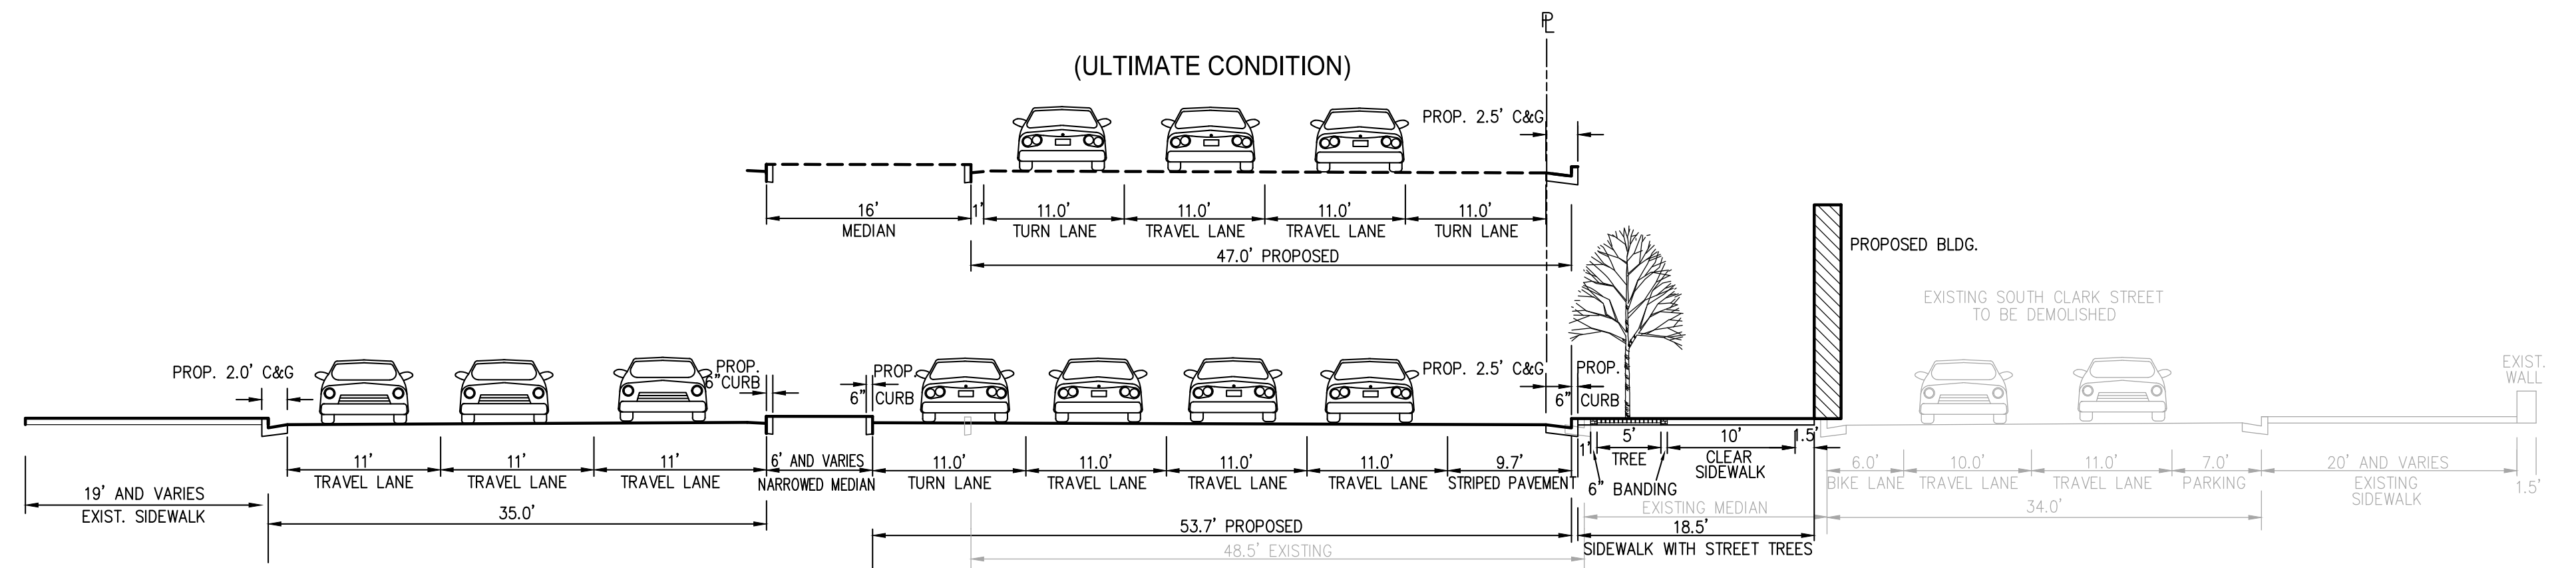 PL
(ULTIMATE CONDITION)
PROP. 2.5' C&G
16'
MEDIAN
1'
11.0'
TURN LANE
11.0'
TRAVEL LANE
11.0'
TRAVEL LANE
11.0'
TURN LANE
47.0' PROPOSED
PROPOSED BLDG.
EXISTING SOUTH CLARK STREET
TO BE DEMOLISHED
EXIST.
WALL
PROP. 2.0' C&G
PROP.
6"CURB
PROP.
6" CURB
PROP. 2.5' C&G
PROP.
6" CURB
19' AND VARIES
EXIST. SIDEWALK
11'
TRAVEL LANE
11'
TRAVEL LANE
11'
TRAVEL LANE
35.0'
6' AND VARIES
NARROWED MEDIAN
11.0'
TURN LANE
11.0'
TRAVEL LANE
11.0'
TRAVEL LANE
11.0'
TRAVEL LANE
9.7'
STRIPED PAVEMENT
53.7' PROPOSED
48.5' EXISTING
1'
5'
TREE
6" BANDING
10'
CLEAR
SIDEWALK
1.5'
EXISTING MEDIAN
18.5'
SIDEWALK WITH STREET TREES
6.0'
BIKE LANE
10.0'
TRAVEL LANE
11.0'
TRAVEL LANE
7.0'
PARKING
34.0'
20' AND VARIES
EXISTING
SIDEWALK
1.5'